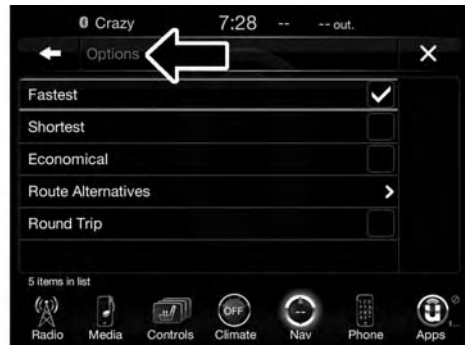 Crazy 7:28 -- -- out.
Options
Fastest
Shortest
Economical
Route Alternatives
Round Trip
5 items in list
OFF --
Radio Media Controls Climate Nav Phone Apps